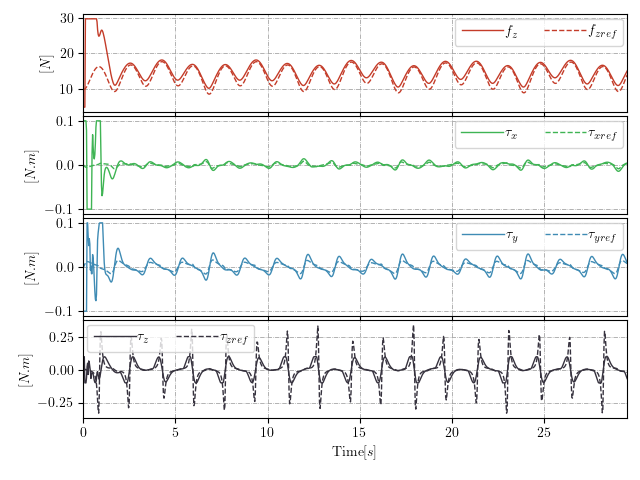 30
20
10
[N]
f_z f_zref
0.1
0.0
−0.1
[N.m]
τ_x τ_xref
0.1
0.0
−0.1
[N.m]
τ_y τ_yref
0.25
0.00
−0.25
[N.m]
τ_z τ_zref
0 5 10 15 20 25
Time[s]